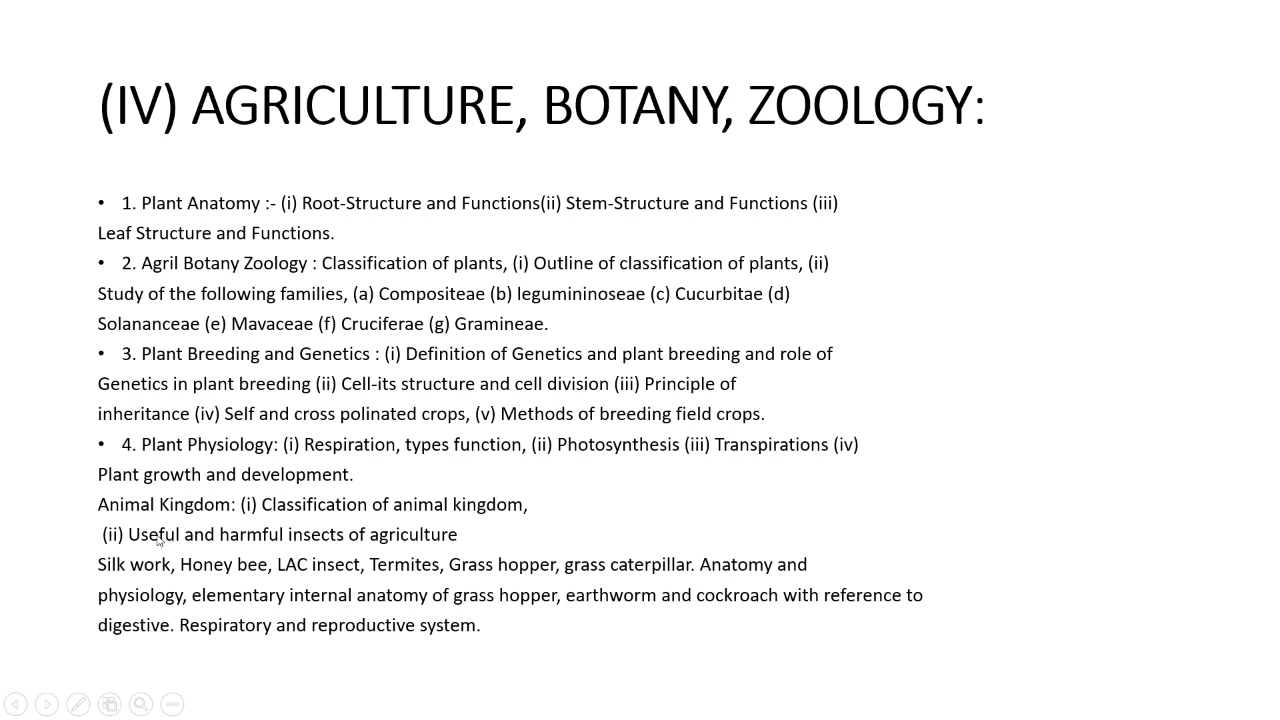 (IV) AGRICULTURE, BOTANY, ZOOLOGY:
• 1. Plant Anatomy :- (i) Root-Structure and Functions(ii) Stem-Structure and Functions (iii)
Leaf Structure and Functions.
• 2. Agril Botany Zoology : Classification of plants, (i) Outline of classification of plants, (ii)
Study of the following families, (a) Compositeae (b) legumininoseae (c) Cucurbitae (d)
Solananceae (e) Mavaceae (f) Cruciferae (g) Gramineae.
• 3. Plant Breeding and Genetics : (i) Definition of Genetics and plant breeding and role of
Genetics in plant breeding (ii) Cell-its structure and cell division (iii) Principle of
inheritance (iv) Self and cross polinated crops, (v) Methods of breeding field crops.
• 4. Plant Physiology: (i) Respiration, types function, (ii) Photosynthesis (iii) Transpirations (iv)
Plant growth and development.
Animal Kingdom: (i) Classification of animal kingdom,
(ii) Useful and harmful insects of agriculture
Silk work, Honey bee, LAC insect, Termites, Grass hopper, grass caterpillar. Anatomy and
physiology, elementary internal anatomy of grass hopper, earthworm and cockroach with reference to
digestive. Respiratory and reproductive system.